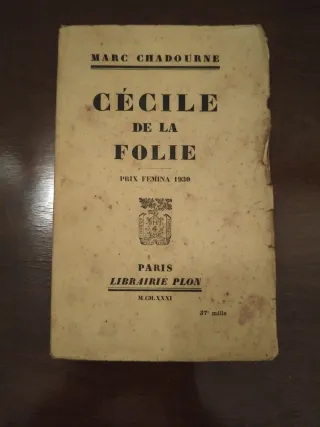 MARC CHADOURNE
CÉCILE
DE LA
FOLIE
PRIX FEMINA 1930
PARIS
LIBRAIRIE PLON
M.CM.XXXI
37e mille